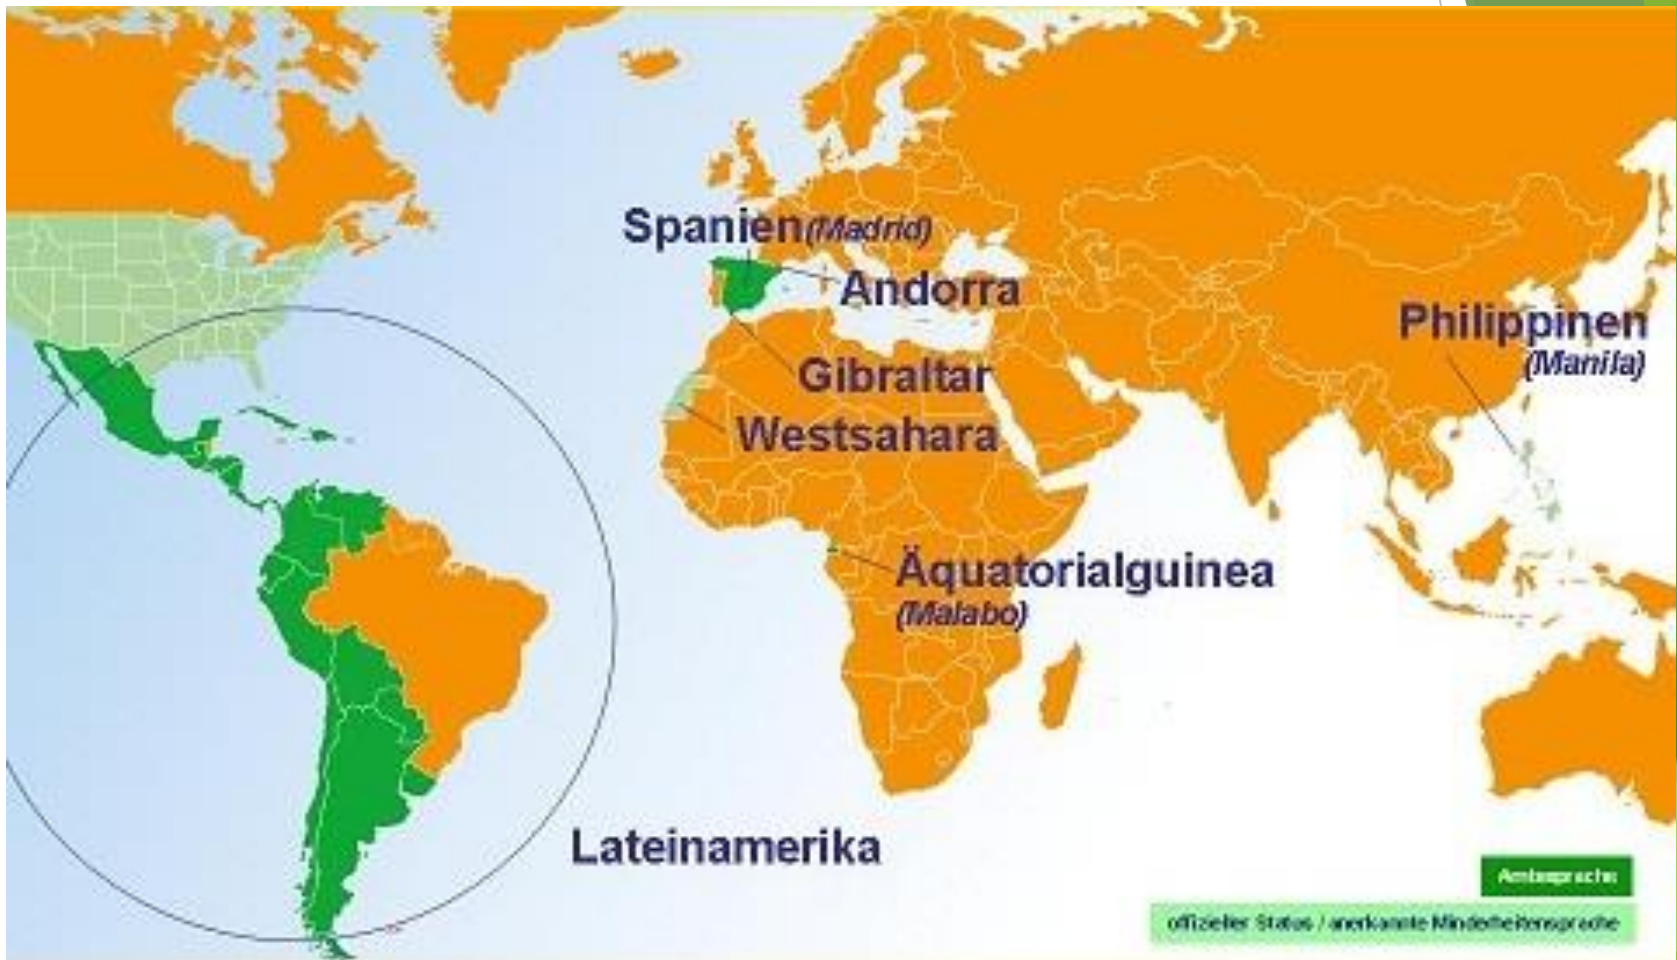 Spanien (Madrid)
Andorra
Philippinen
(Manila)
Gibraltar
Westsahara
Äquatorialguinea
(Malabo)
Lateinamerika
Amtssprache
offizieller Status / anerkannte Minderheitensprache